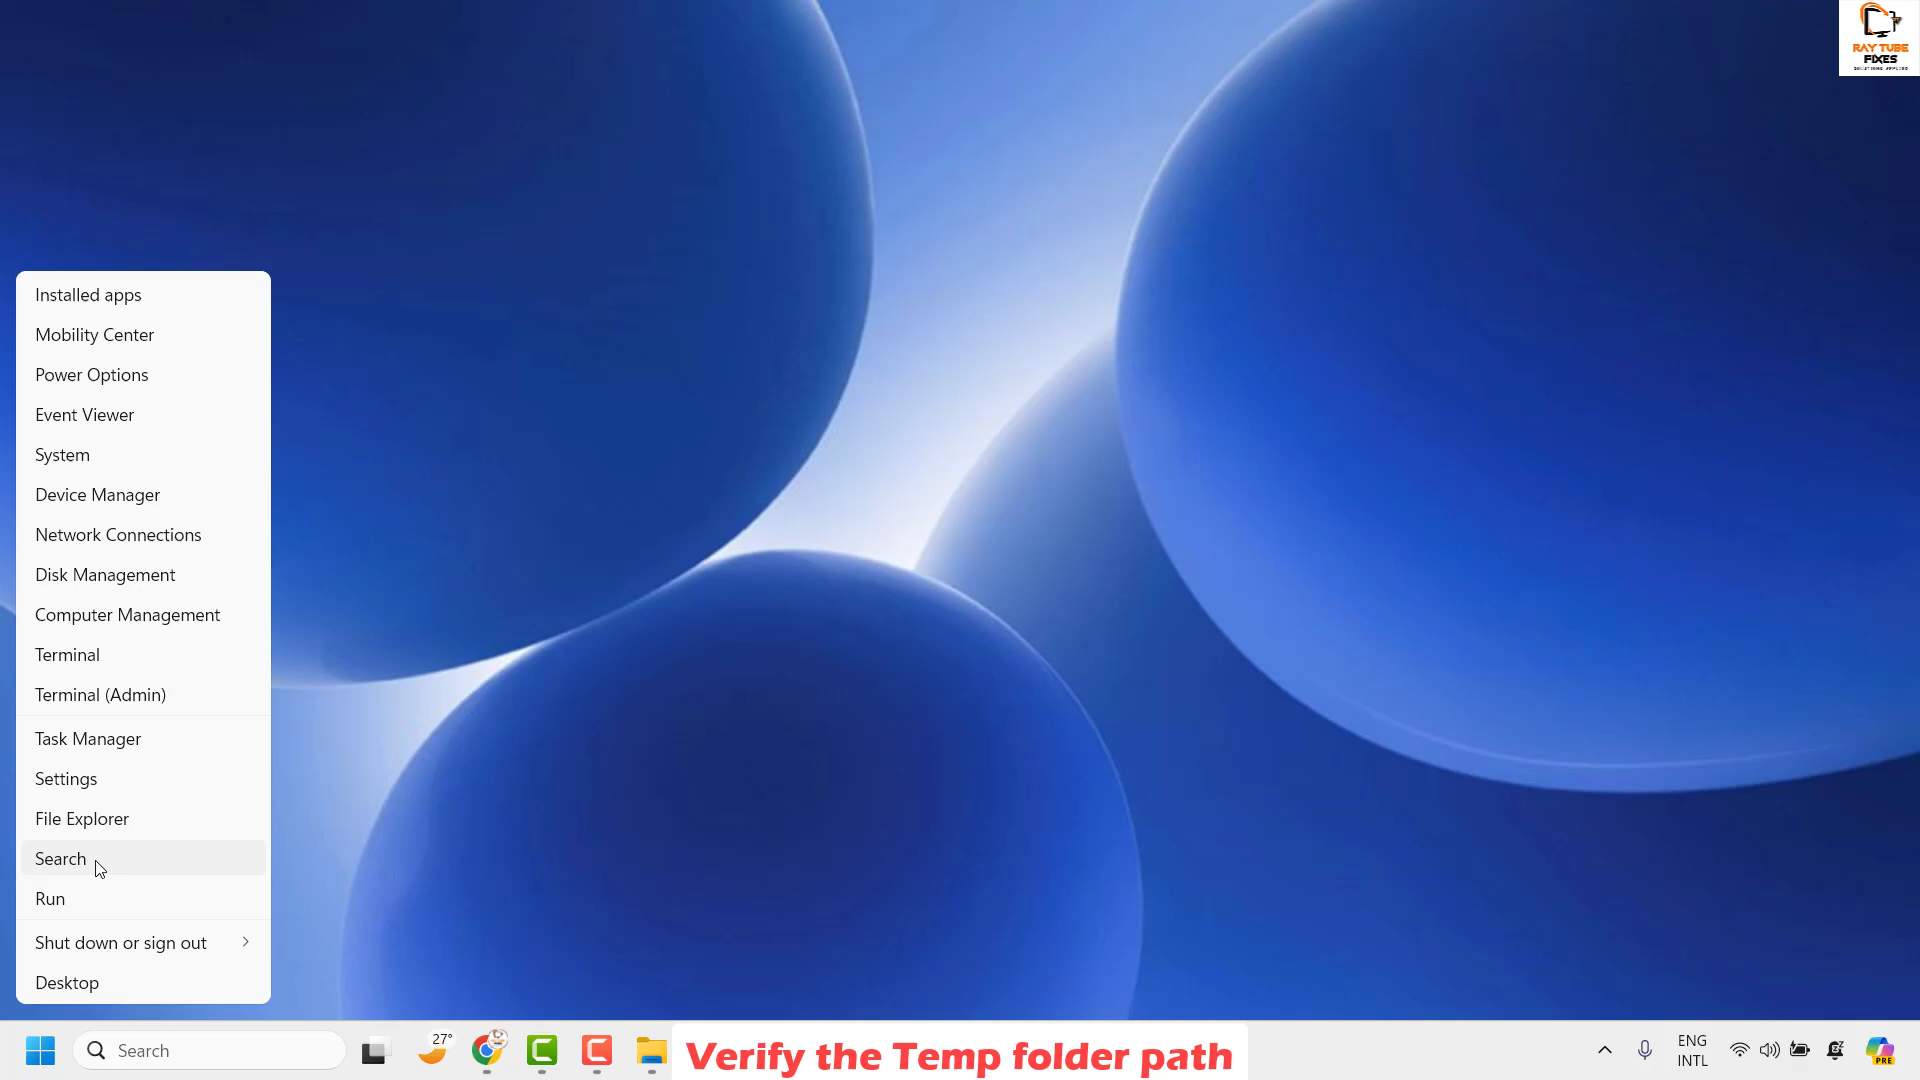 RAY TUBE
FIXES
Installed apps
Mobility Center
Power Options
Event Viewer
System
Device Manager
Network Connections
Disk Management
Computer Management
Terminal
Terminal (Admin)
Task Manager
Settings
File Explorer
Search
Run
Shut down or sign out
Desktop
Search
27°
Verify the Temp folder path
ENG
INTL
PRE